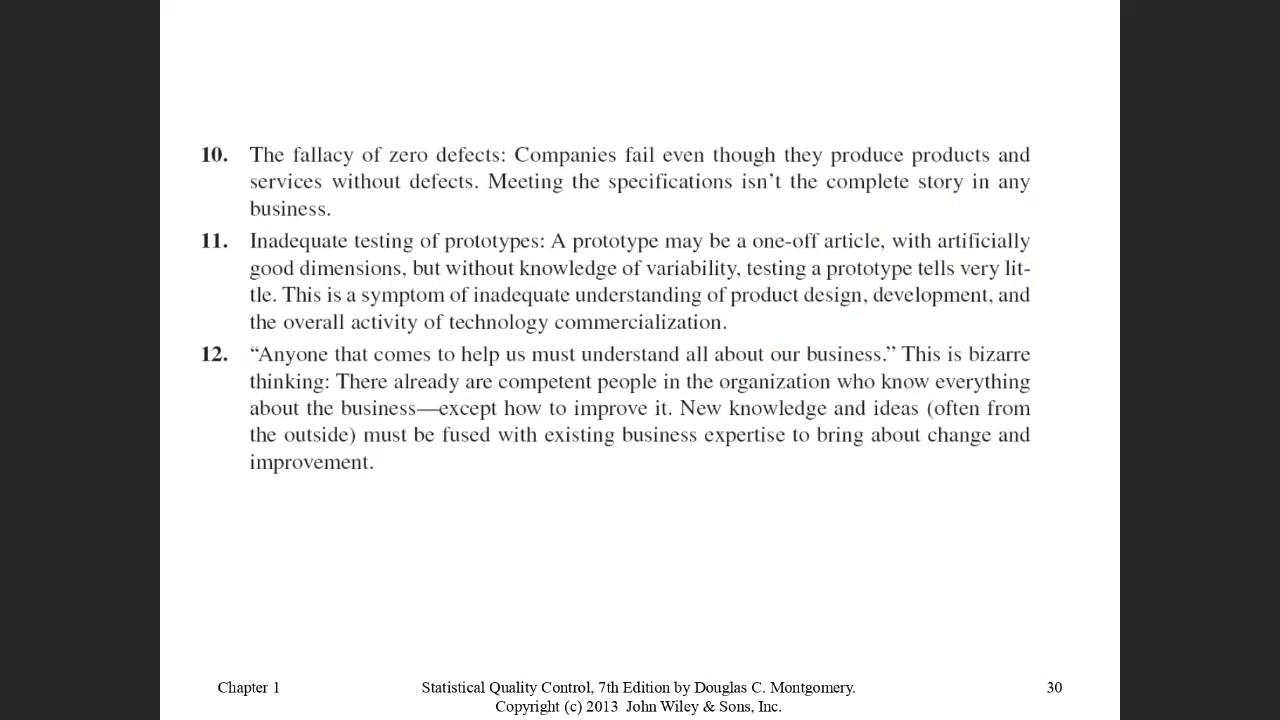 10. The fallacy of zero defects: Companies fail even though they produce products and
services without defects. Meeting the specifications isn’t the complete story in any
business.
11. Inadequate testing of prototypes: A prototype may be a one-off article, with artificially
good dimensions, but without knowledge of variability, testing a prototype tells very lit-
tle. This is a symptom of inadequate understanding of product design, development, and
the overall activity of technology commercialization.
12. “Anyone that comes to help us must understand all about our business.” This is bizarre
thinking: There already are competent people in the organization who know everything
about the business—except how to improve it. New knowledge and ideas (often from
the outside) must be fused with existing business expertise to bring about change and
improvement.
Chapter 1
Statistical Quality Control, 7th Edition by Douglas C. Montgomery.
Copyright (c) 2013 John Wiley & Sons, Inc.
30